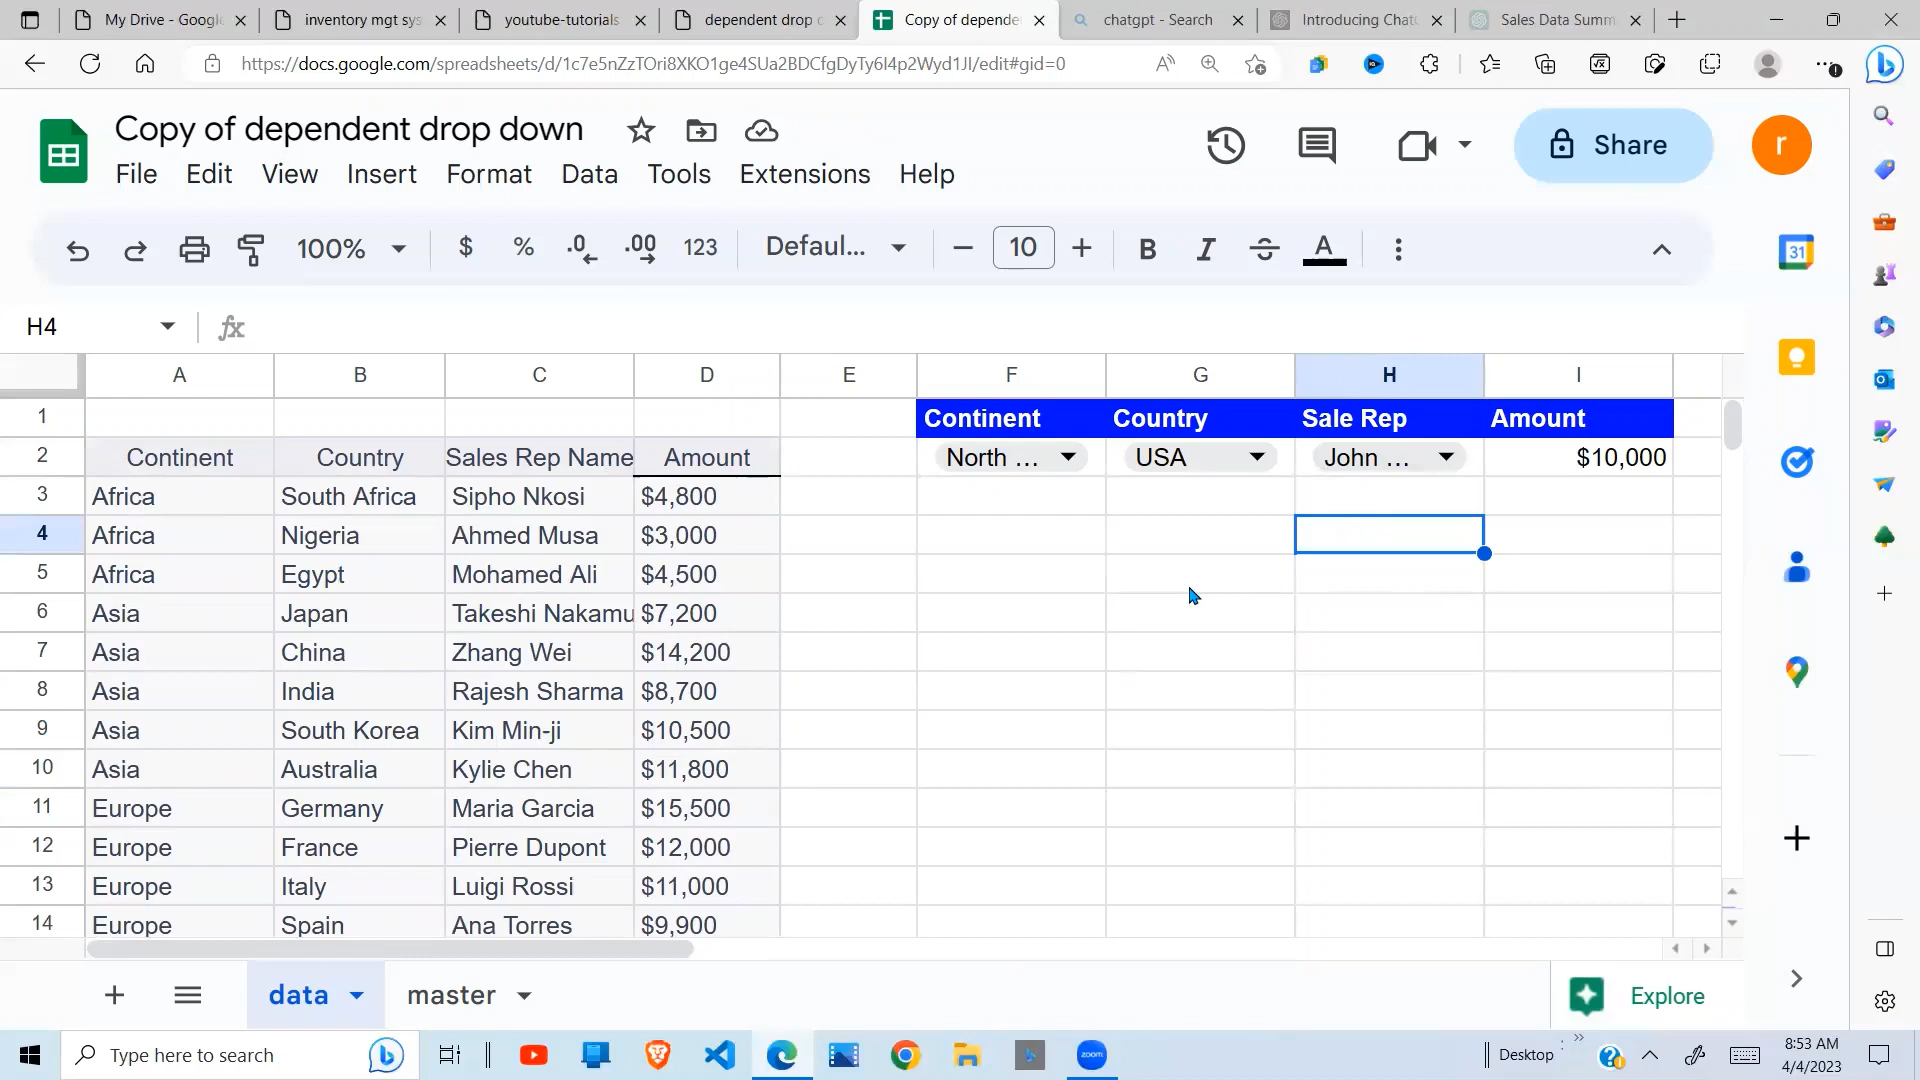 My Drive - Google
inventory mgt sys
youtube-tutorials
dependent drop
Copy of depende
chatgpt - Search
Introducing Chat
Sales Data Summ
https://docs.google.com/spreadsheets/d/1c7e5nZzTOri8XKO1ge4SUa2BDCfgDyTy6I4p2Wyd1JI/edit#gid=0
Copy of dependent drop down
Share
r
File Edit View Insert Format Data Tools Extensions Help
100% $ % .0 .00 123 Defaul... 10 B I S A
31
H4 fx
A B C D E F G H I
1 Continent Country Sale Rep Amount
2 Continent Country Sales Rep Name Amount North ... USA John ... $10,000
3 Africa South Africa Sipho Nkosi $4,800
4 Africa Nigeria Ahmed Musa $3,000
5 Africa Egypt Mohamed Ali $4,500
6 Asia Japan Takeshi Nakamu $7,200
7 Asia China Zhang Wei $14,200
8 Asia India Rajesh Sharma $8,700
9 Asia South Korea Kim Min-ji $10,500
10 Asia Australia Kylie Chen $11,800
11 Europe Germany Maria Garcia $15,500
12 Europe France Pierre Dupont $12,000
13 Europe Italy Luigi Rossi $11,000
14 Europe Spain Ana Torres $9,900
data master Explore
Type here to search
zoom
Desktop
8:53 AM
4/4/2023